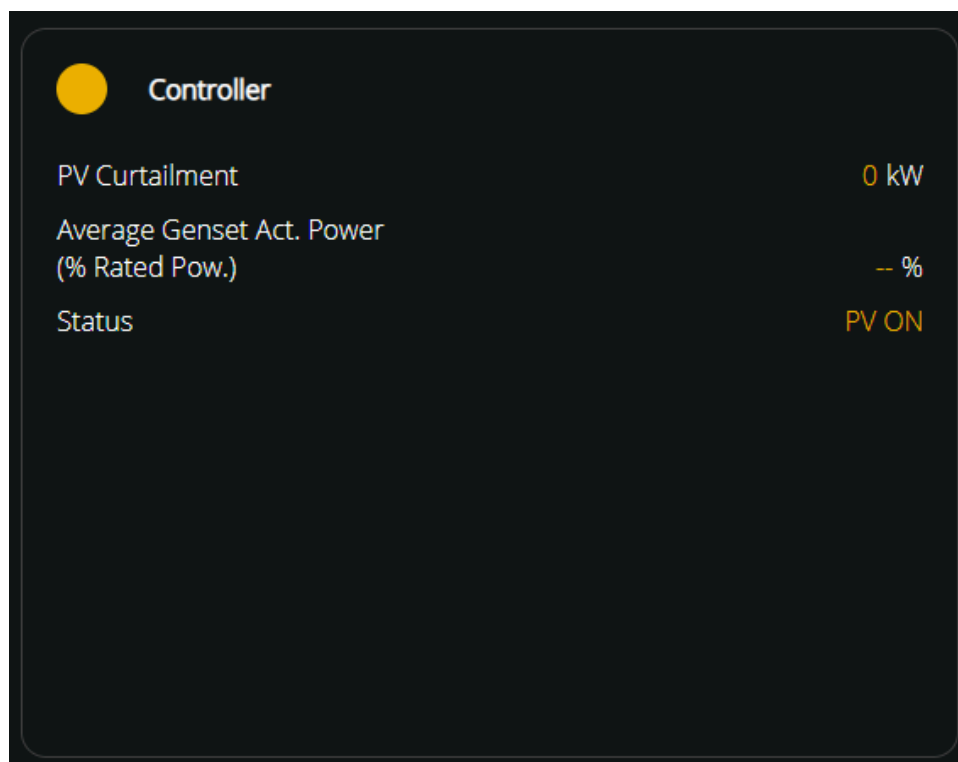 Controller
PV Curtailment 0 kW
Average Genset Act. Power
(% Rated Pow.) -- %
Status PV ON